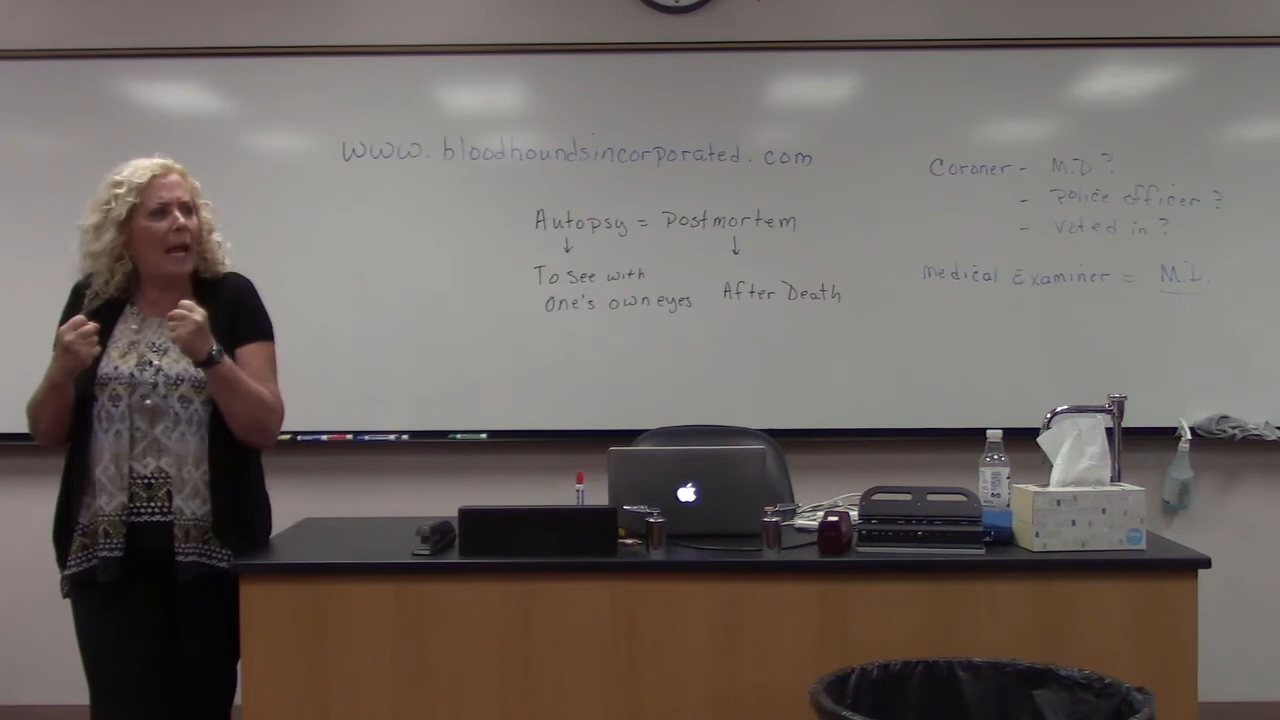 www.bloodhoundsincorporated.com
Autopsy = Postmortem
↓ ↓
To see with
one's own eyes
After Death
Coroner - M.D?
- Police officer?
- voted in?
Medical Examiner = M.D.